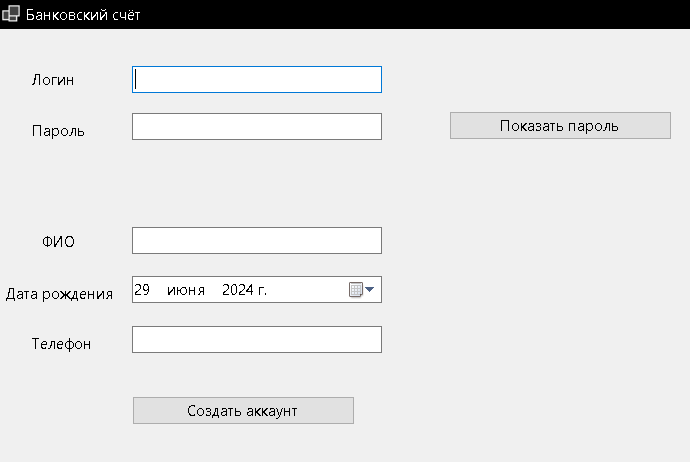 Банковский счёт
Логин
Пароль
Показать пароль
ФИО
Дата рождения
29 июня 2024 г.
Телефон
Создать аккаунт